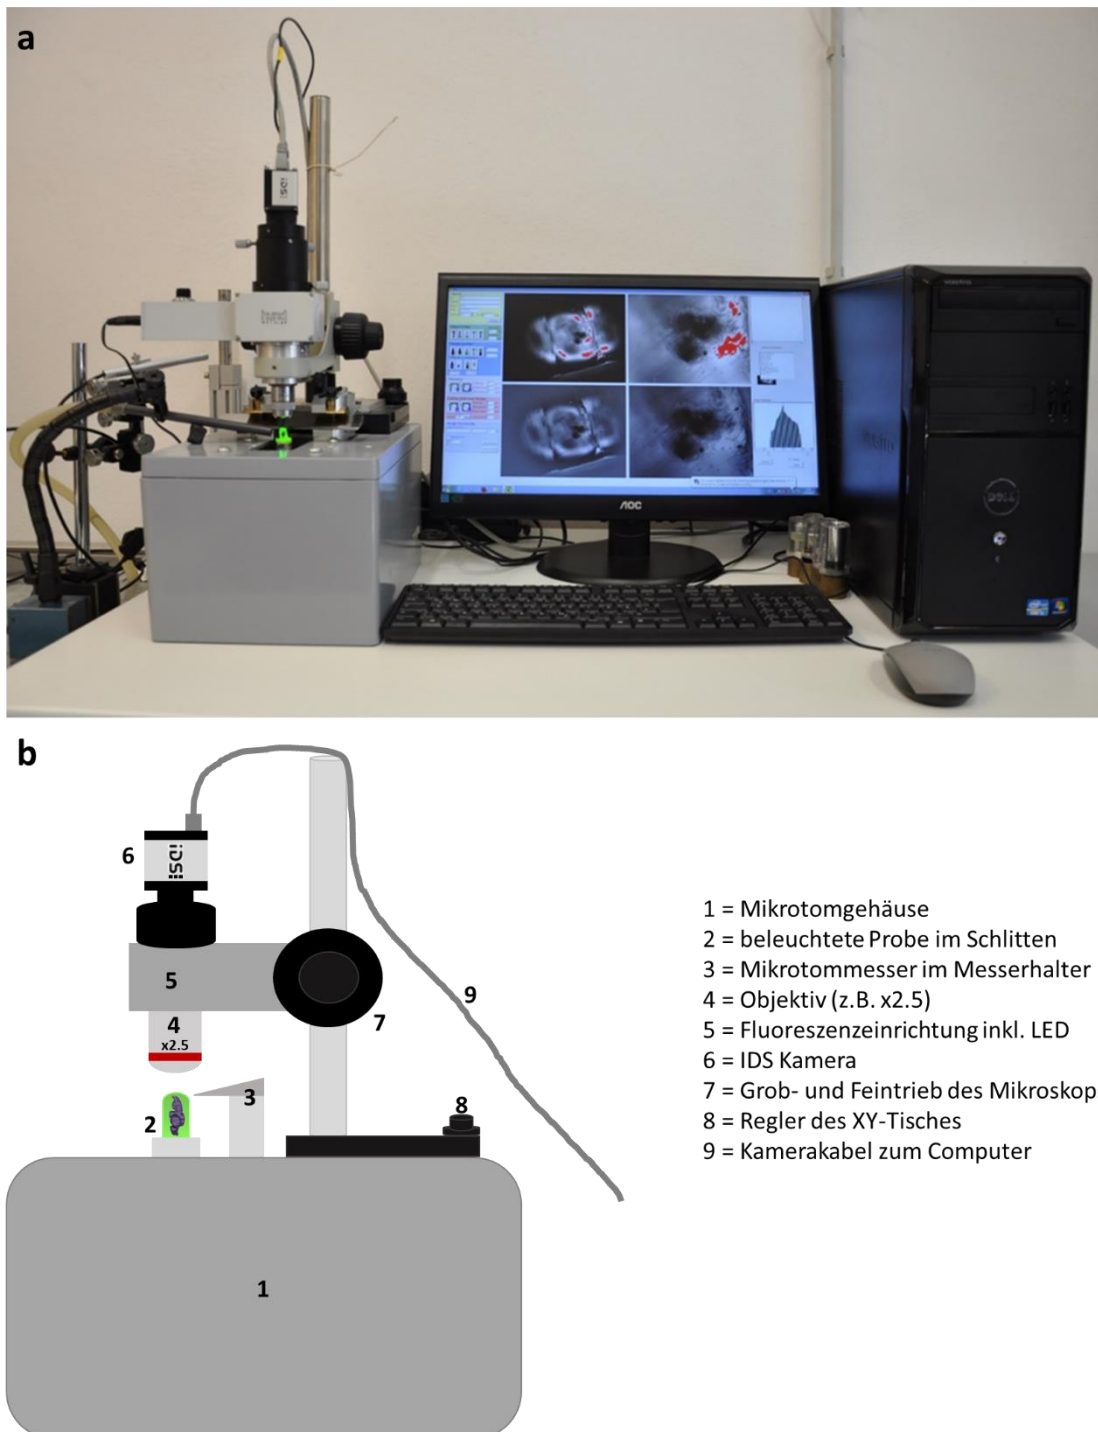 a
iDS
AOC
DELL
b
6
iDS
5
4
x2.5
3
2
7
9
8
1
1 = Mikrotomgehäuse
2 = beleuchtete Probe im Schlitten
3 = Mikrotommesser im Messerhalter
4 = Objektiv (z.B. x2.5)
5 = Fluoreszenzeinrichtung inkl. LED
6 = IDS Kamera
7 = Grob- und Feintrieb des Mikroskop
8 = Regler des XY-Tisches
9 = Kamerakabel zum Computer